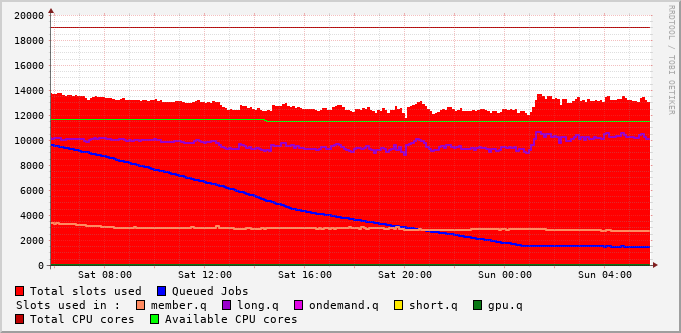 RRDTOOL / TOBI OETIKER
20000
18000
16000
14000
12000
10000
8000
6000
4000
2000
0
Sat 08:00 Sat 12:00 Sat 16:00 Sat 20:00 Sun 00:00 Sun 04:00
Total slots used Queued Jobs
Slots used in : member.q long.q ondemand.q short.q gpu.q
Total CPU cores Available CPU cores